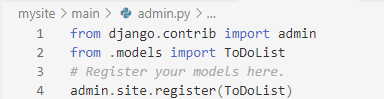 mysite > main > admin.py > ...
1 from django.contrib import admin
2 from .models import ToDoList
3 # Register your models here.
4 admin.site.register(ToDoList)